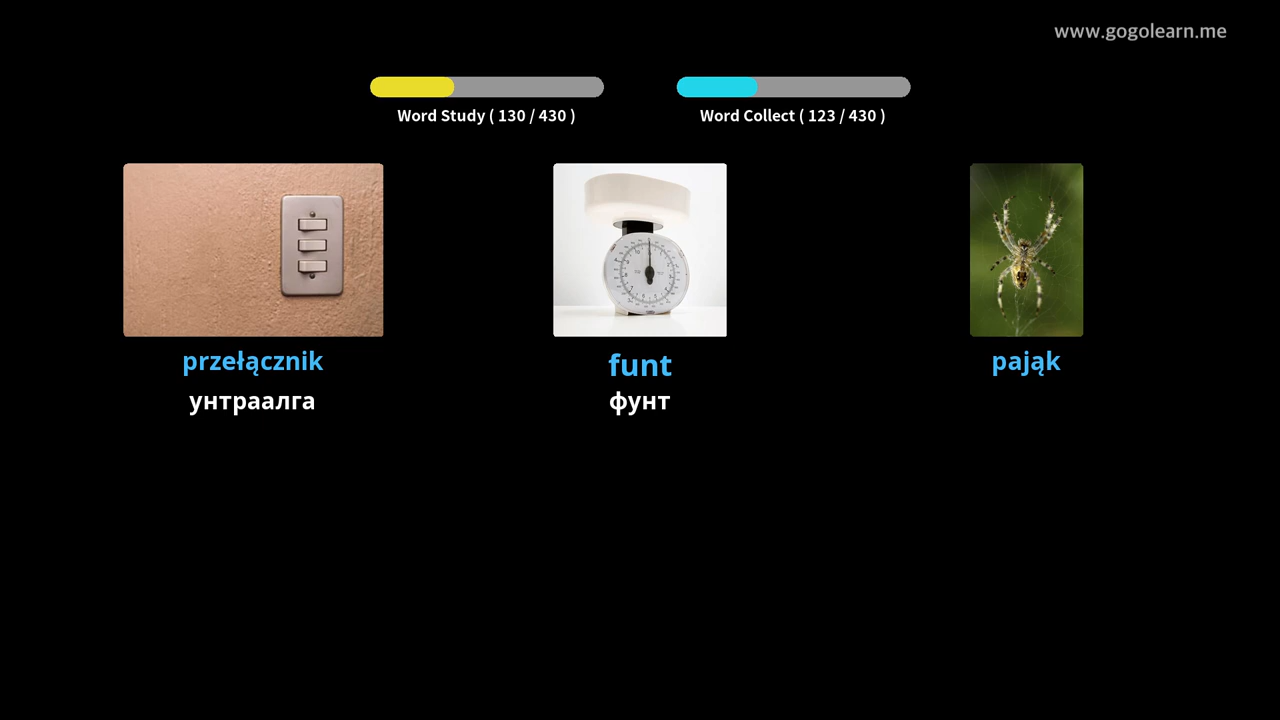 www.gogolearn.me
Word Study ( 130 / 430 )
Word Collect ( 123 / 430 )
przełącznik
унтраалга
funt
фунт
pająk